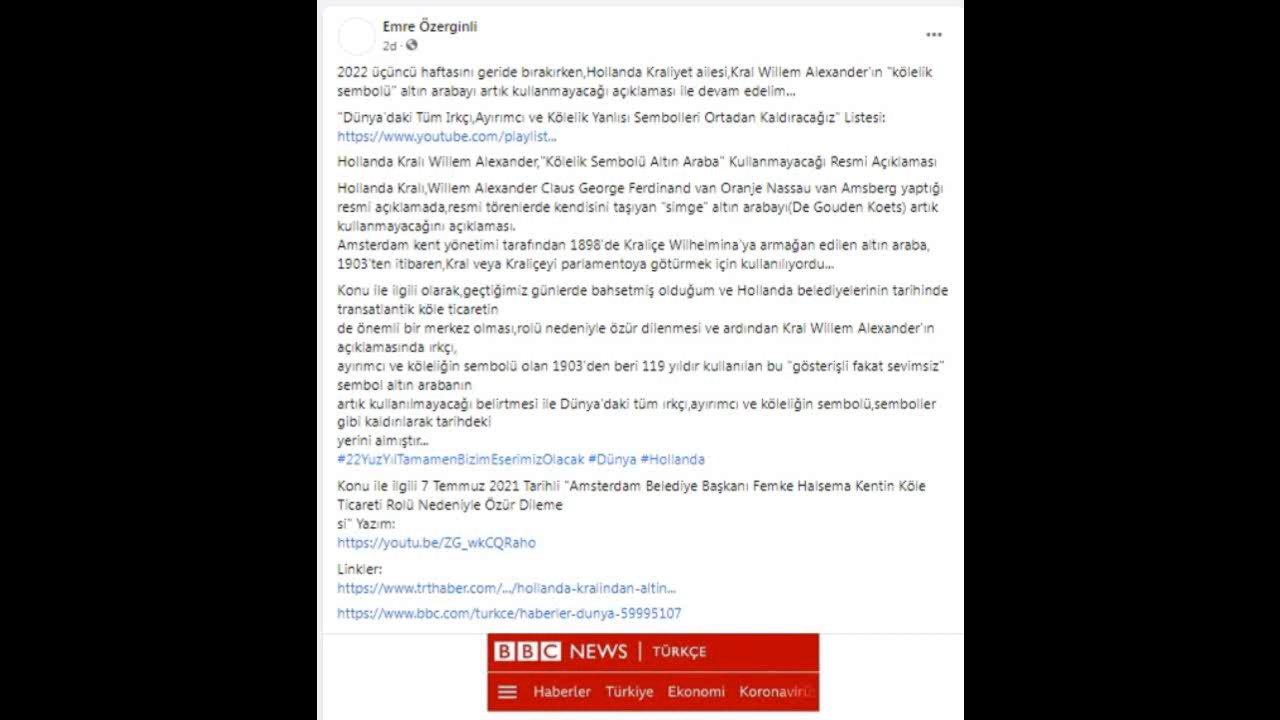 Emre Özerginli
2d ·
2022 üçüncü haftasını geride bırakırken,Hollanda Kraliyet ailesi,Kral Willem Alexander'ın "kölelik
sembolü" altın arabayı artık kullanmayacağı açıklaması ile devam edelim...
"Dünya'daki Tüm Irkçı,Ayırımcı ve Kölelik Yanlısı Sembolleri Ortadan Kaldıracağız" Listesi:
https://www.youtube.com/playlist...
Hollanda Kralı Willem Alexander,"Kölelik Sembolü Altın Araba" Kullanmayacağı Resmi Açıklaması
Hollanda Kralı,Willem Alexander Claus George Ferdinand van Oranje Nassau van Amsberg yaptığı
resmi açıklamada,resmi törenlerde kendisini taşıyan "simge" altın arabayı(De Gouden Koets) artık
kullanmayacağını açıklaması.
Amsterdam kent yönetimi tarafından 1898'de Kraliçe Wilhelmina'ya armağan edilen altın araba,
1903'ten itibaren,Kral veya Kraliçeyi parlamentoya götürmek için kullanılıyordu...
Konu ile ilgili olarak,geçtiğimiz günlerde bahsetmiş olduğum ve Hollanda belediyelerinin tarihinde
transatlantik köle ticaretin
de önemli bir merkez olması,rolü nedeniyle özür dilenmesi ve ardından Kral Willem Alexander'ın
açıklamasında ırkçı,
ayırımcı ve köleliğin sembolü olan 1903'den beri 119 yıldır kullanılan bu "gösterişli fakat sevimsiz"
sembol altın arabanın
artık kullanılmayacağı belirtmesi ile Dünya'daki tüm ırkçı,ayırımcı ve köleliğin sembolü,semboller
gibi kaldırılarak tarihdeki
yerini almıştır...
#22YuzYılTamamenBizimEserimizOlacak #Dünya #Hollanda
Konu ile ilgili 7 Temmuz 2021 Tarihli "Amsterdam Belediye Başkanı Femke Halsema Kentin Köle
Ticareti Rolü Nedeniyle Özür Dileme
si" Yazım:
https://youtu.be/ZG_wkCQRaho
Linkler:
https://www.trthaber.com/.../hollanda-kralindan-altin...
https://www.bbc.com/turkce/haberler-dunya-59995107
BBC NEWS | TÜRKÇE
Haberler Türkiye Ekonomi Koronavirüs